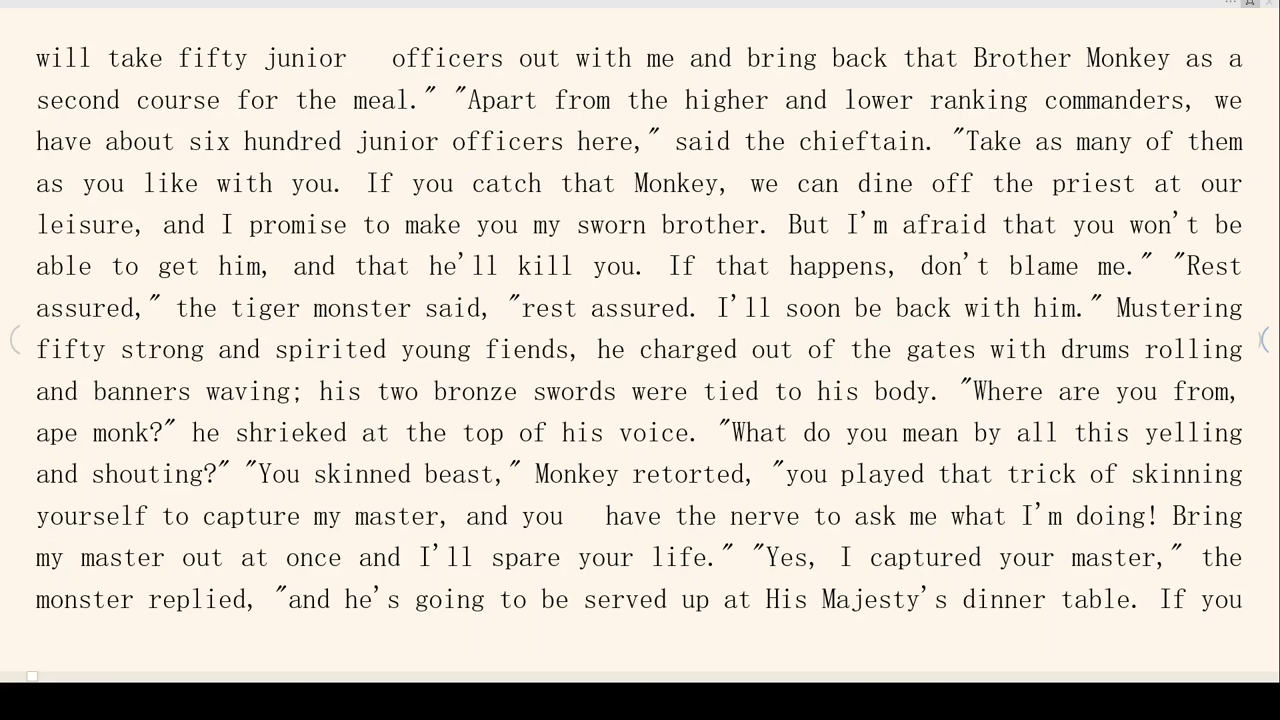 will take fifty junior officers out with me and bring back that Brother Monkey as a
second course for the meal." "Apart from the higher and lower ranking commanders, we
have about six hundred junior officers here," said the chieftain. "Take as many of them
as you like with you. If you catch that Monkey, we can dine off the priest at our
leisure, and I promise to make you my sworn brother. But I'm afraid that you won't be
able to get him, and that he'll kill you. If that happens, don't blame me." "Rest
assured," the tiger monster said, "rest assured. I'll soon be back with him." Mustering
fifty strong and spirited young fiends, he charged out of the gates with drums rolling
and banners waving; his two bronze swords were tied to his body. "Where are you from,
ape monk?" he shrieked at the top of his voice. "What do you mean by all this yelling
and shouting?" "You skinned beast," Monkey retorted, "you played that trick of skinning
yourself to capture my master, and you have the nerve to ask me what I'm doing! Bring
my master out at once and I'll spare your life." "Yes, I captured your master," the
monster replied, "and he's going to be served up at His Majesty's dinner table. If you